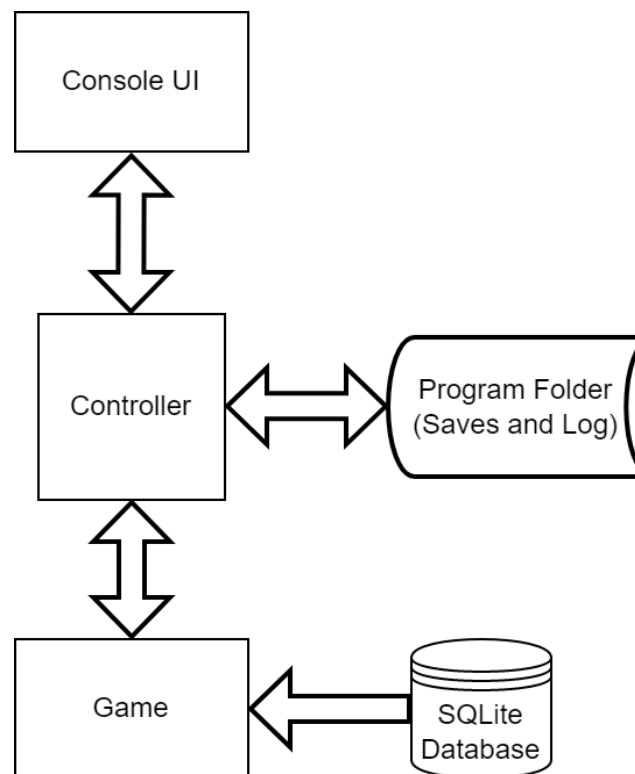 Console UI
Controller
Program Folder
(Saves and Log)
Game
SQLite
Database